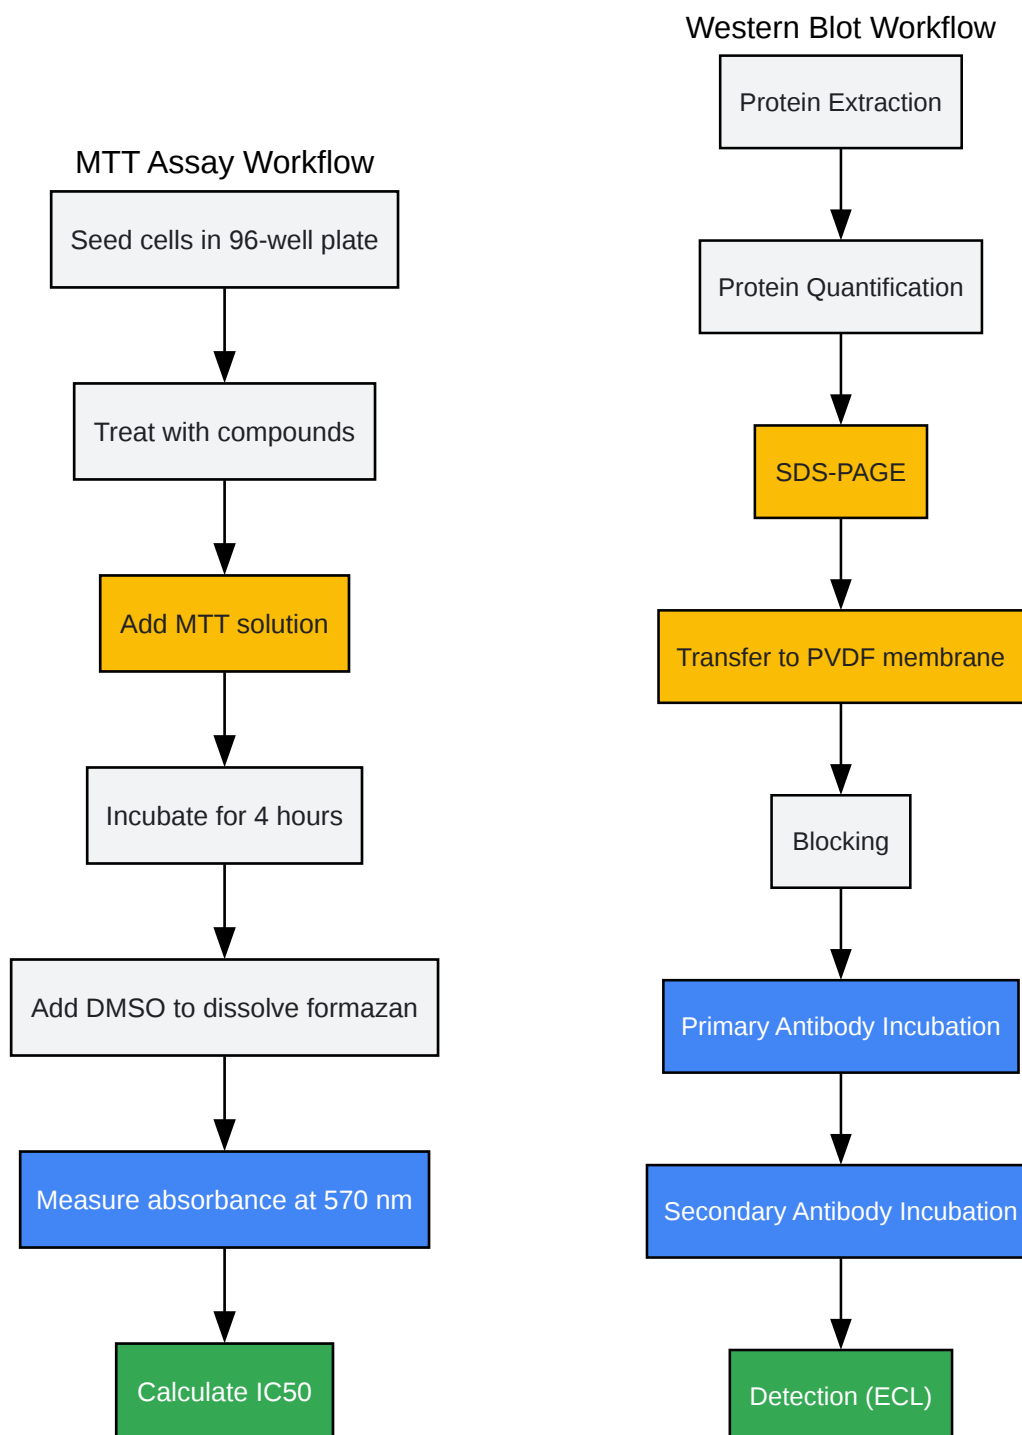 MTT Assay Workflow
Seed cells in 96-well plate
Treat with compounds
Add MTT solution
Incubate for 4 hours
Add DMSO to dissolve formazan
Measure absorbance at 570 nm
Calculate IC50
Western Blot Workflow
Protein Extraction
Protein Quantification
SDS-PAGE
Transfer to PVDF membrane
Blocking
Primary Antibody Incubation
Secondary Antibody Incubation
Detection (ECL)